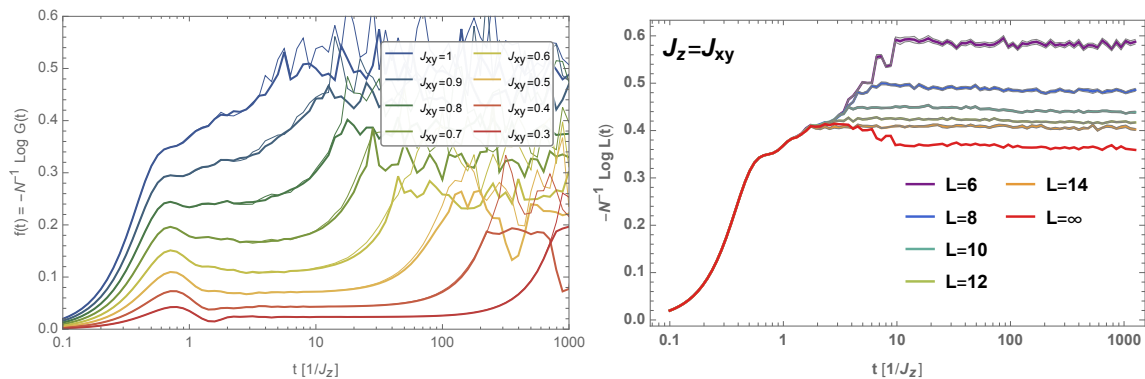 f(t) = -N⁻¹ Log G(t)
0.6
0.5
0.4
0.3
0.2
0.1
0.0
J_xy=1
J_xy=0.9
J_xy=0.8
J_xy=0.7
J_xy=0.6
J_xy=0.5
J_xy=0.4
J_xy=0.3
0.1
1
10
100
1000
t [1/J_z]
-N⁻¹ Log L(t)
-0.6
-0.5
0.4
0.3
0.2
0.1
0.0
J_z=J_xy
L=6
L=8
L=10
L=12
L=14
L=∞
0.1
1
10
100
1000
t [1/J_z]